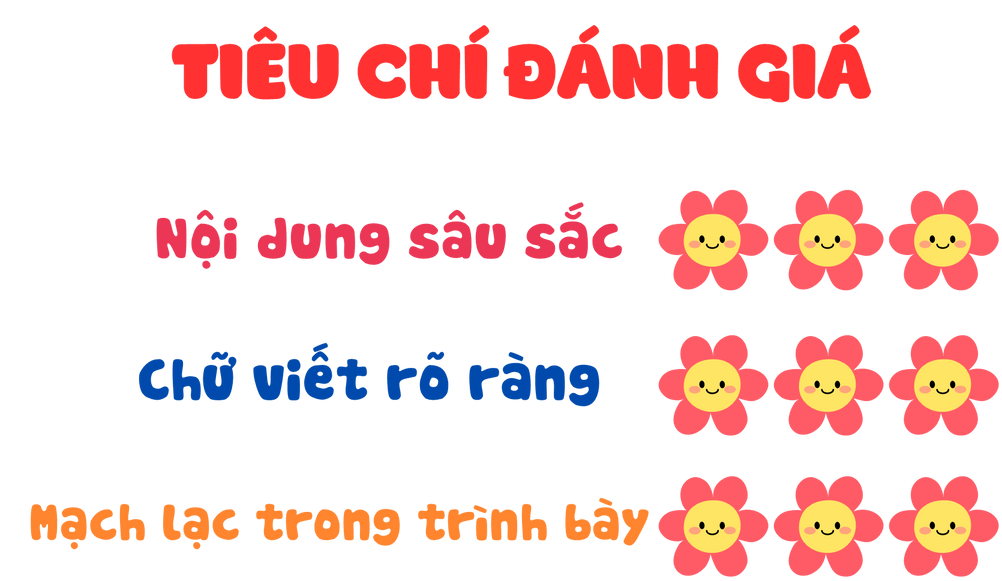 TIÊU CHÍ ĐÁNH GIÁ
Nội dung sâu sắc
Chữ viết rõ ràng
Mạch lạc trong trình bày